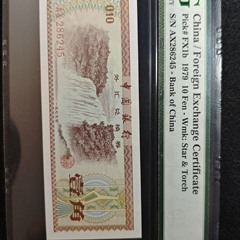 中国银行
外汇兑换券
壹角
010
AX286245
China / Foreign Exchange Certificate
Pick# FX1b 1979 10 Fen - Wmk: Star & Torch
S/N AX286245 - Bank of China